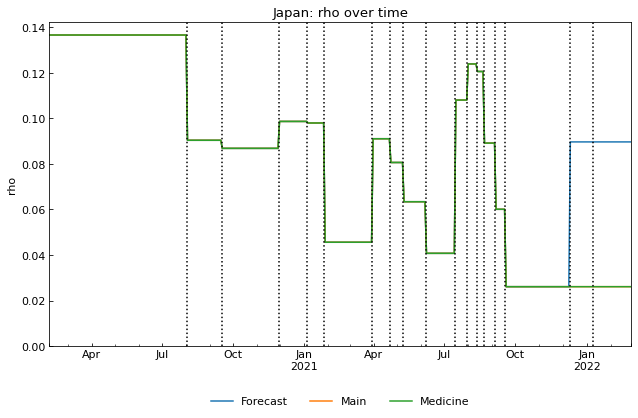 Japan: rho over time
0.14
0.12
0.10
0.08
0.06
0.04
0.02
0.00
rho
Apr Jul Oct Jan Apr Jul Oct Jan
2021 2022
Forecast Main Medicine